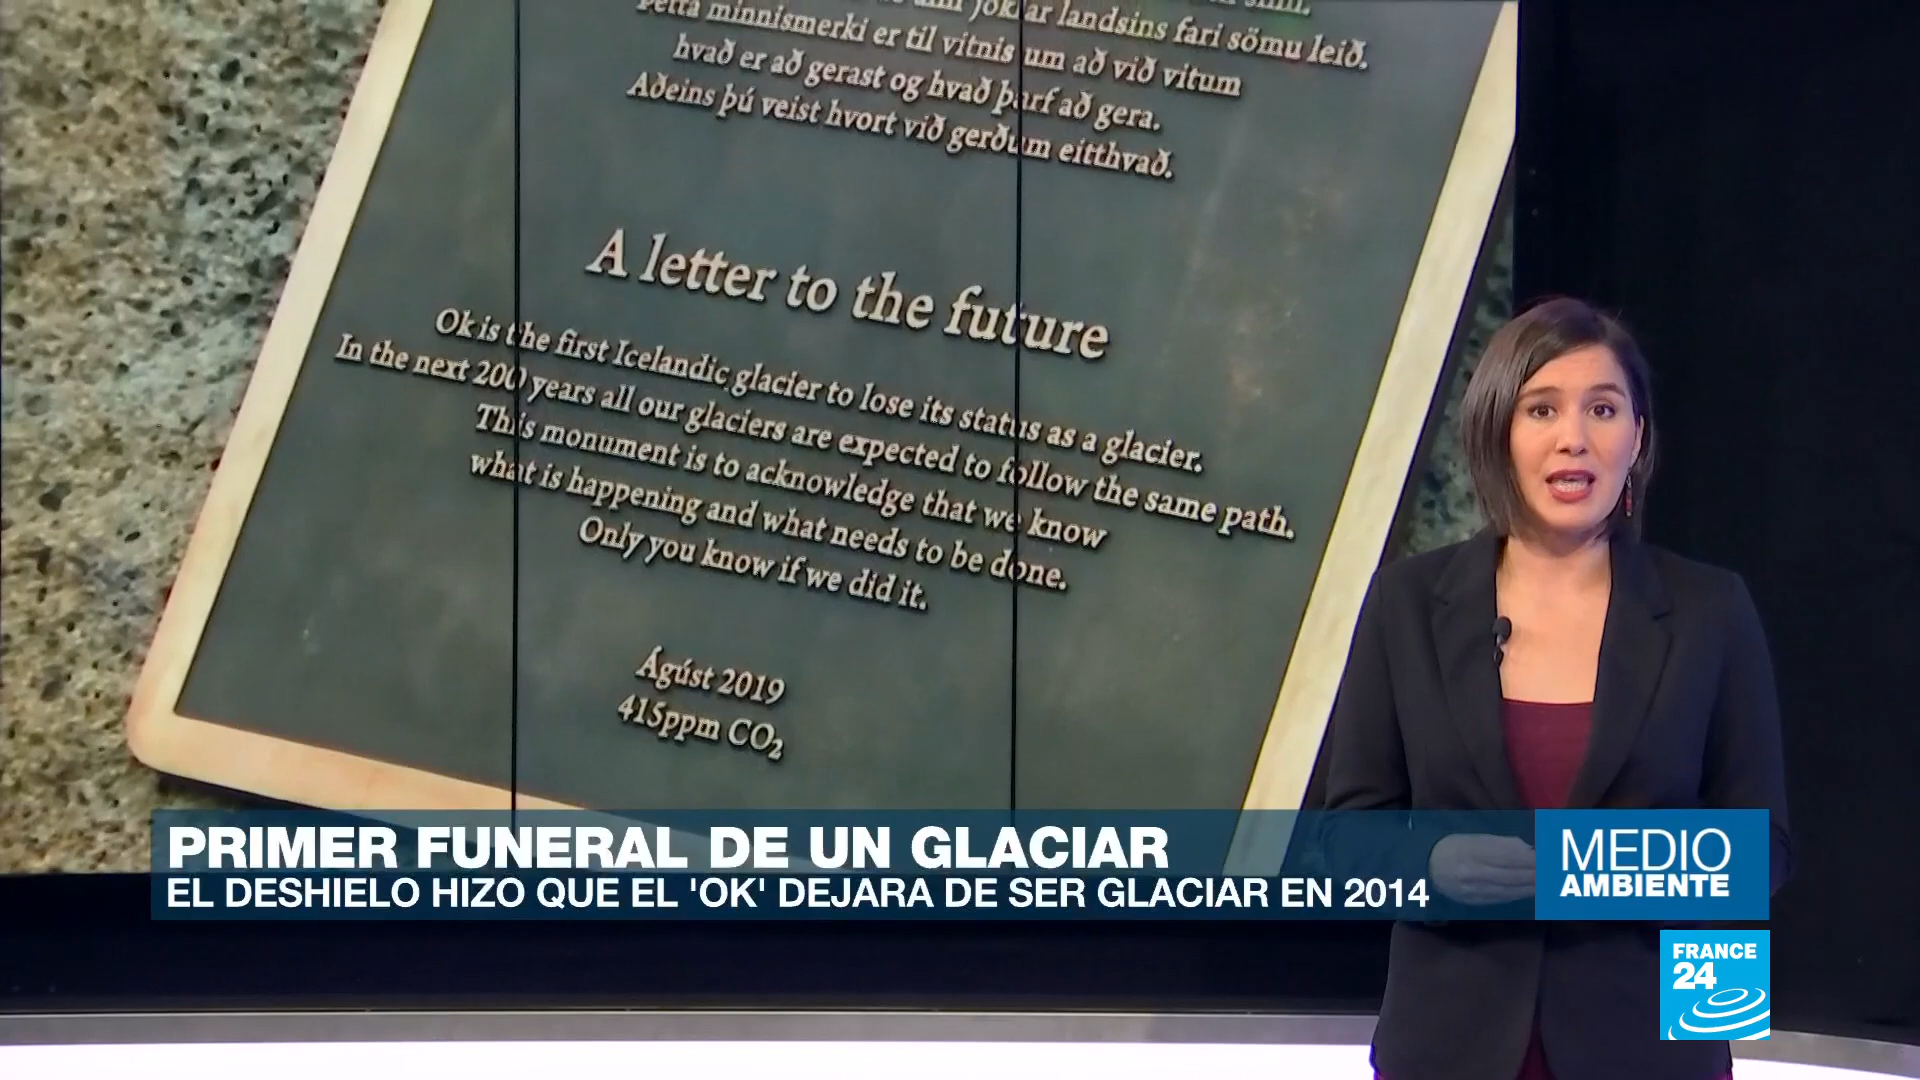 jöklar landsins fari sömu leið.
Þetta minnismerki er til vitnis um að við vitum
hvað er að gerast og hvað þarf að gera.
Aðeins þú veist hvort við gerðum eitthvað.
A letter to the future
Ok is the first Icelandic glacier to lose its status as a glacier.
In the next 200 years all our glaciers are expected to follow the same path.
This monument is to acknowledge that we know
what is happening and what needs to be done.
Only you know if we did it.
Ágúst 2019
415ppm CO₂
PRIMER FUNERAL DE UN GLACIAR
EL DESHIELO HIZO QUE EL 'OK' DEJARA DE SER GLACIAR EN 2014
MEDIO
AMBIENTE
FRANCE
24